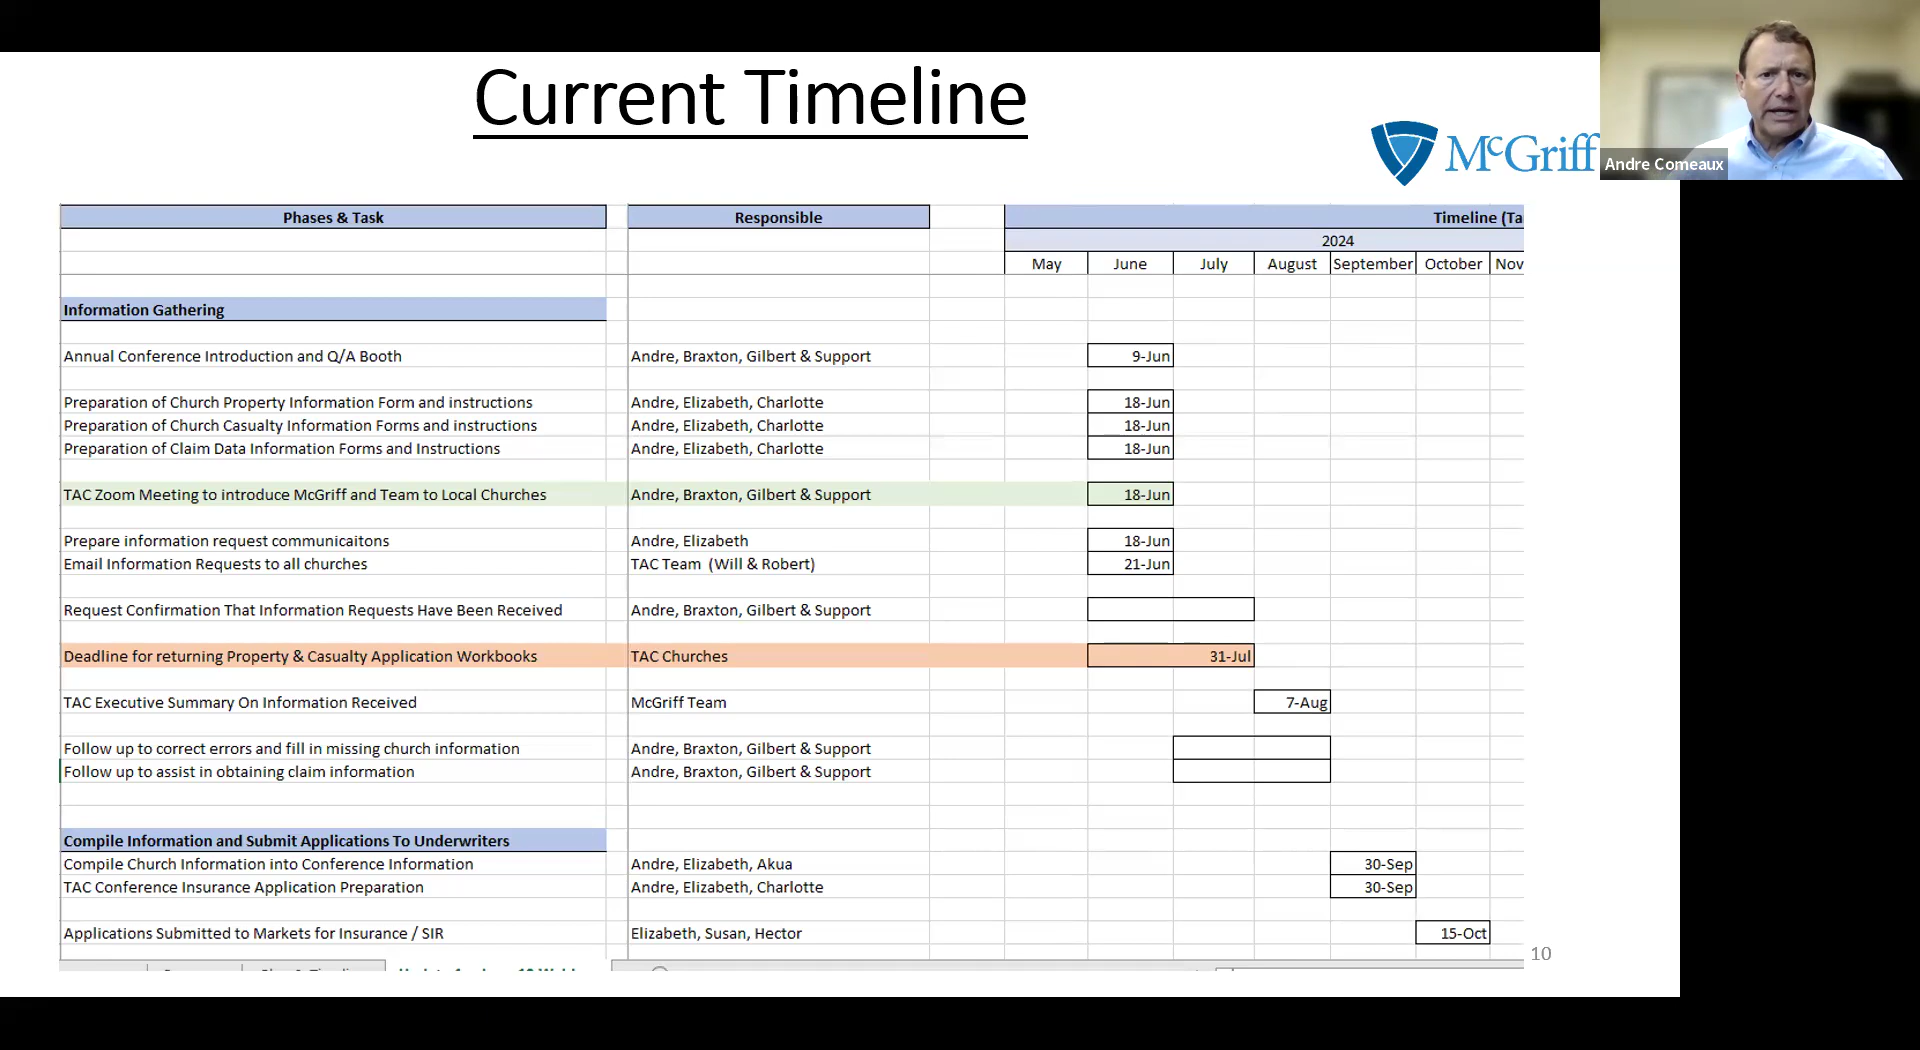 Current Timeline
McGriff
Andre Comeaux
Phases & Task Responsible Timeline (Ta
2024
May June July August September October Nov
Information Gathering
Annual Conference Introduction and Q/A Booth Andre, Braxton, Gilbert & Support 9-Jun
Preparation of Church Property Information Form and instructions Andre, Elizabeth, Charlotte 18-Jun
Preparation of Church Casualty Information Forms and instructions Andre, Elizabeth, Charlotte 18-Jun
Preparation of Claim Data Information Forms and Instructions Andre, Elizabeth, Charlotte 18-Jun
TAC Zoom Meeting to introduce McGriff and Team to Local Churches Andre, Braxton, Gilbert & Support 18-Jun
Prepare information request communicaitons Andre, Elizabeth 18-Jun
Email Information Requests to all churches TAC Team (Will & Robert) 21-Jun
Request Confirmation That Information Requests Have Been Received Andre, Braxton, Gilbert & Support
Deadline for returning Property & Casualty Application Workbooks TAC Churches 31-Jul
TAC Executive Summary On Information Received McGriff Team 7-Aug
Follow up to correct errors and fill in missing church information Andre, Braxton, Gilbert & Support
Follow up to assist in obtaining claim information Andre, Braxton, Gilbert & Support
Compile Information and Submit Applications To Underwriters
Compile Church Information into Conference Information Andre, Elizabeth, Akua 30-Sep
TAC Conference Insurance Application Preparation Andre, Elizabeth, Charlotte 30-Sep
Applications Submitted to Markets for Insurance / SIR Elizabeth, Susan, Hector 15-Oct
10